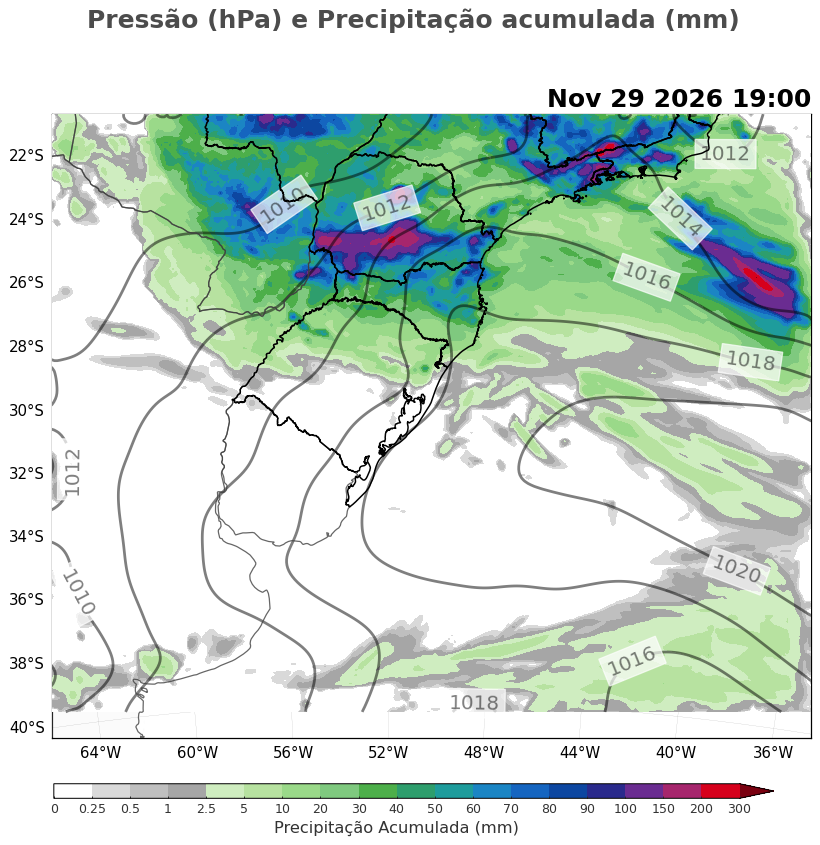 Pressão (hPa) e Precipitação acumulada (mm)
Nov 29 2026 19:00
22°S
24°S
26°S
28°S
30°S
32°S
34°S
36°S
38°S
40°S
1012
1010
1012
1014
1016
1018
1012
1020
1010
1016
1018
64°W 60°W 56°W 52°W 48°W 44°W 40°W 36°W
0 0.25 0.5 1 2.5 5 10 20 30 40 50 60 70 80 90 100 150 200 300
Precipitação Acumulada (mm)